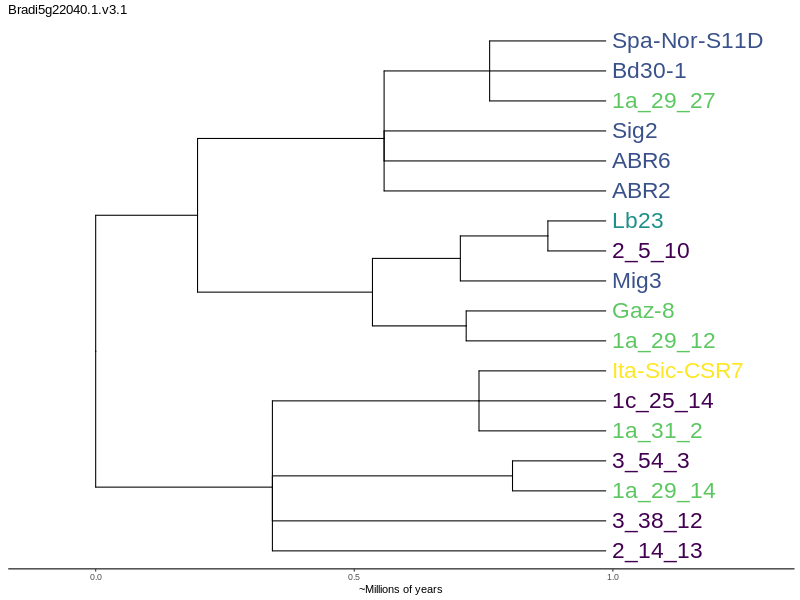 Bradi5g22040.1.v3.1
Spa-Nor-S11D
Bd30-1
1a_29_27
Sig2
ABR6
ABR2
Lb23
2_5_10
Mig3
Gaz-8
1a_29_12
Ita-Sic-CSR7
1c_25_14
1a_31_2
3_54_3
1a_29_14
3_38_12
2_14_13
0.0 0.5 1.0
~Millions of years